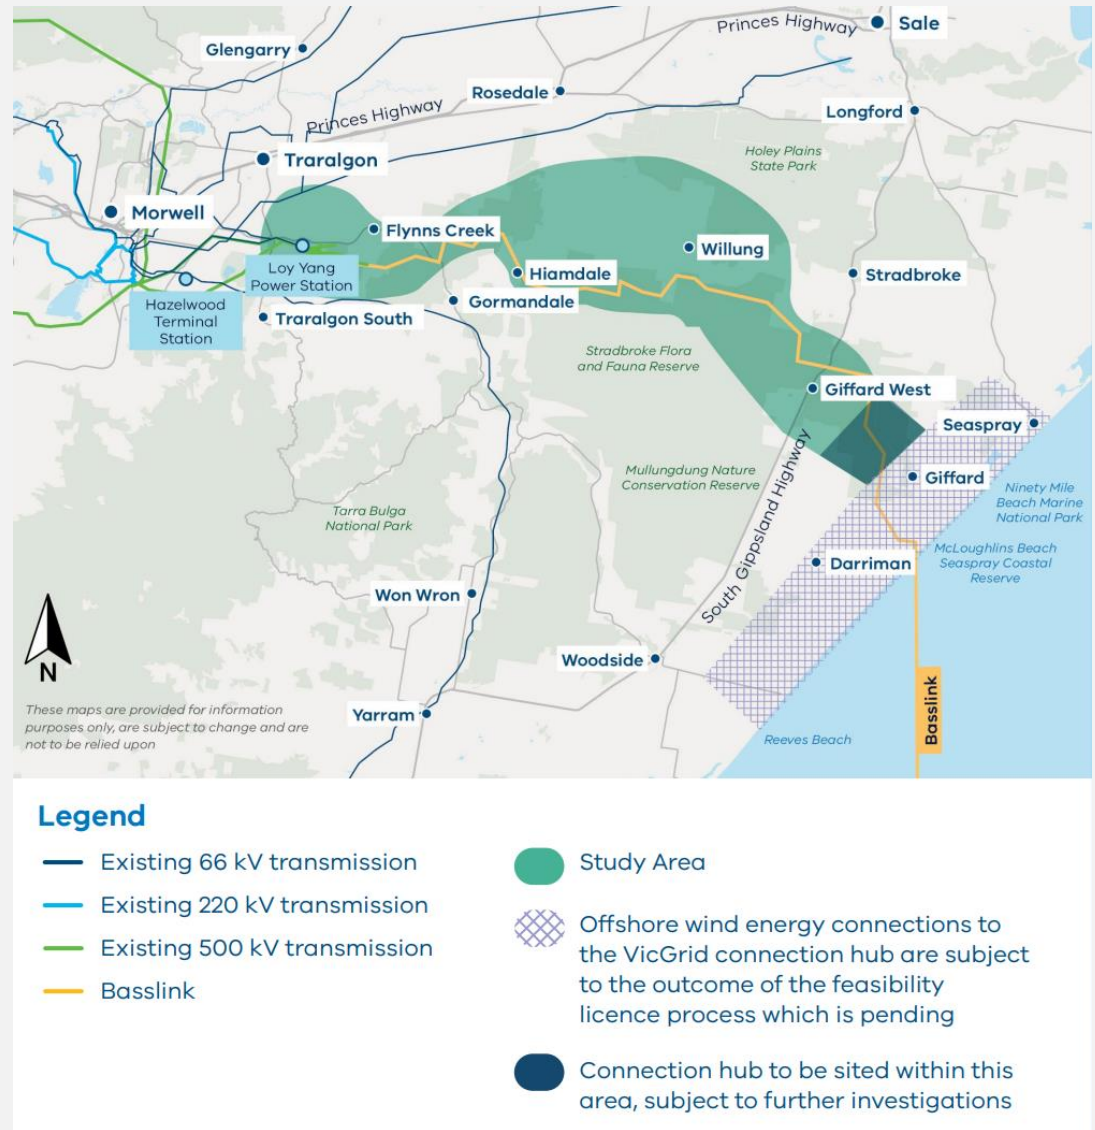 Princes Highway
Sale
Glengarry
Rosedale
Longford
Princes Highway
Traralgon
Holey Plains
State Park
Morwell
Flynns Creek
Willung
Loy Yang
Power Station
Hiamdale
Stradbroke
Hazelwood
Terminal
Station
Gormandale
Traralgon South
Stradbroke Flora
and Fauna Reserve
Giffard West
Seaspray
Mullungdung Nature
Conservation Reserve
Giffard
Ninety Mile
Beach Marine
National Park
Tarra Bulga
National Park
South Gippsland Highway
McLoughlins Beach
Seaspray Coastal
Reserve
Darriman
Won Wron
N
Woodside
Basslink
These maps are provided for information
purposes only, are subject to change and are
not to be relied upon
Yarram
Reeves Beach
Legend
Existing 66 kV transmission
Existing 220 kV transmission
Existing 500 kV transmission
Basslink
Study Area
Offshore wind energy connections to
the VicGrid connection hub are subject
to the outcome of the feasibility
licence process which is pending
Connection hub to be sited within this
area, subject to further investigations